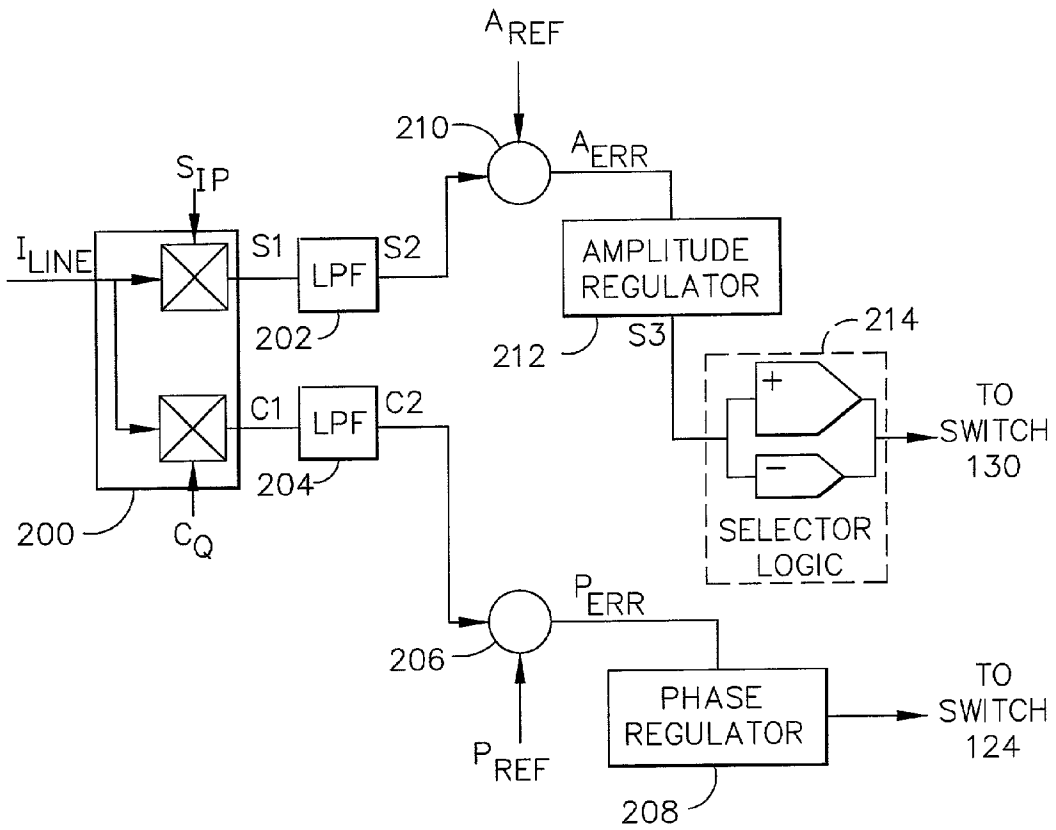 A_REF
210
A_ERR
S_IP
I_LINE
S1
LPF
S2
202
AMPLITUDE
REGULATOR
212
S3
214
+
−
TO
SWITCH
130
SELECTOR
LOGIC
C1
LPF
C2
204
200
C_Q
P_ERR
206
P_REF
PHASE
REGULATOR
208
TO
SWITCH
124